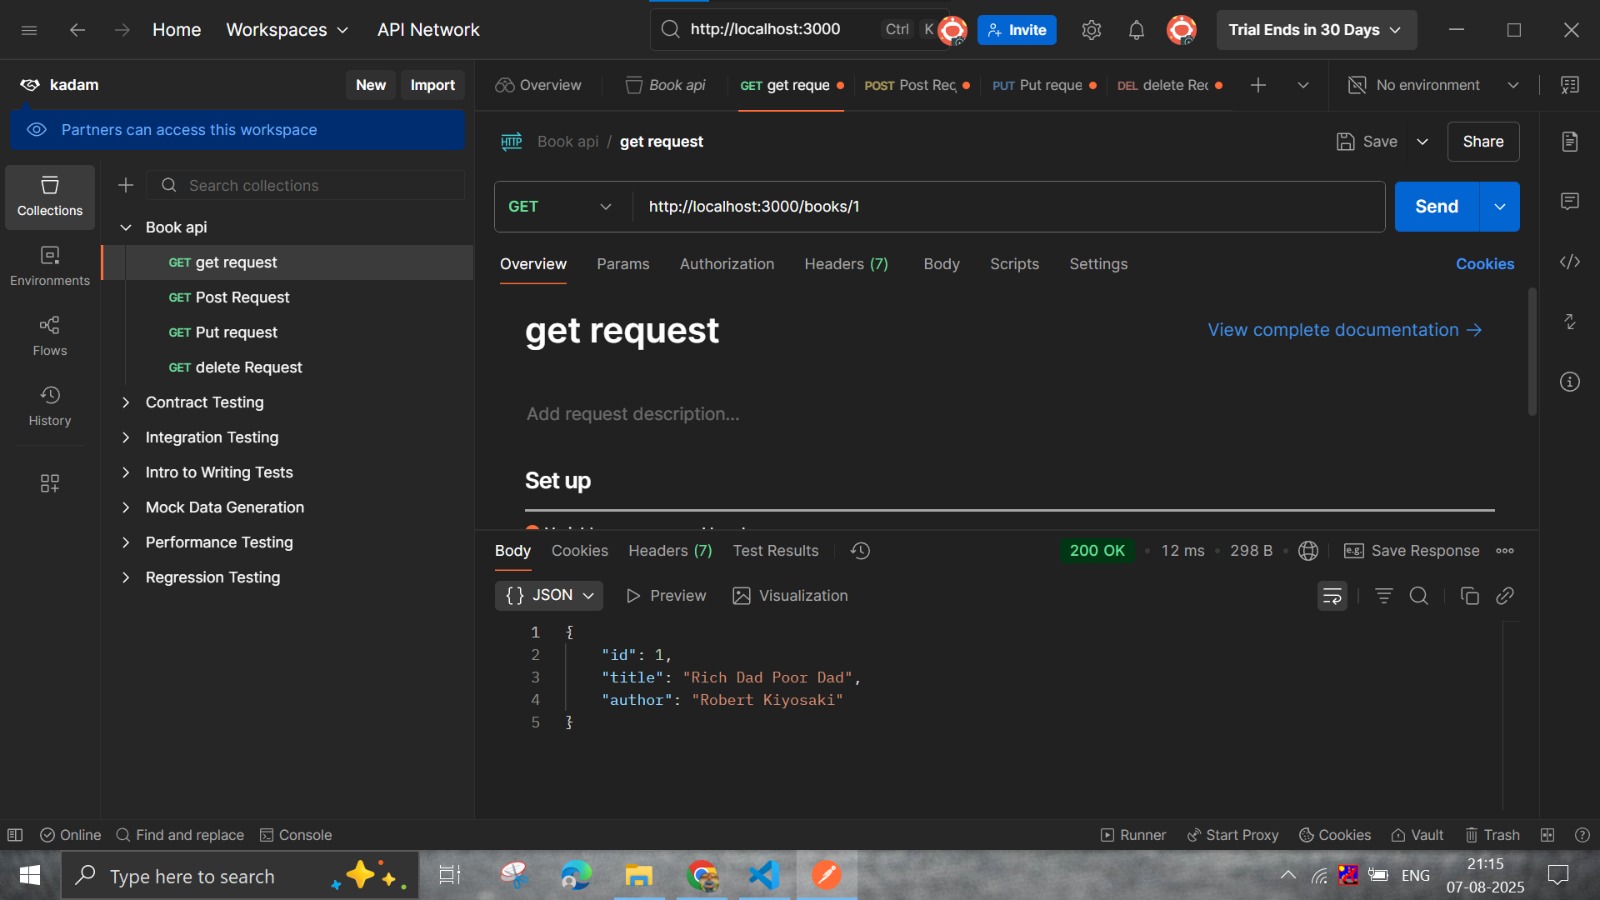 Home
Workspaces
API Network
http://localhost:3000
Ctrl
K
Invite
Trial Ends in 30 Days
kadam
New
Import
Overview
Book api
GET get reque
POST Post Rec
PUT Put reque
DEL delete Rec
No environment
Partners can access this workspace
HTTP
Book api / get request
Save
Share
Collections
Environments
Flows
History
Search collections
Book api
GET get request
GET Post Request
GET Put request
GET delete Request
Contract Testing
Integration Testing
Intro to Writing Tests
Mock Data Generation
Performance Testing
Regression Testing
GET
http://localhost:3000/books/1
Send
Overview
Params
Authorization
Headers (7)
Body
Scripts
Settings
Cookies
get request
View complete documentation →
Add request description...
Set up
Body
Cookies
Headers (7)
Test Results
200 OK
12 ms
298 B
e.g.
Save Response
{} JSON
Preview
Visualization
1 {
2 "id": 1,
3 "title": "Rich Dad Poor Dad",
4 "author": "Robert Kiyosaki"
5 }
Online
Find and replace
Console
Runner
Start Proxy
Cookies
Vault
Trash
Type here to search
ENG
21:15
07-08-2025